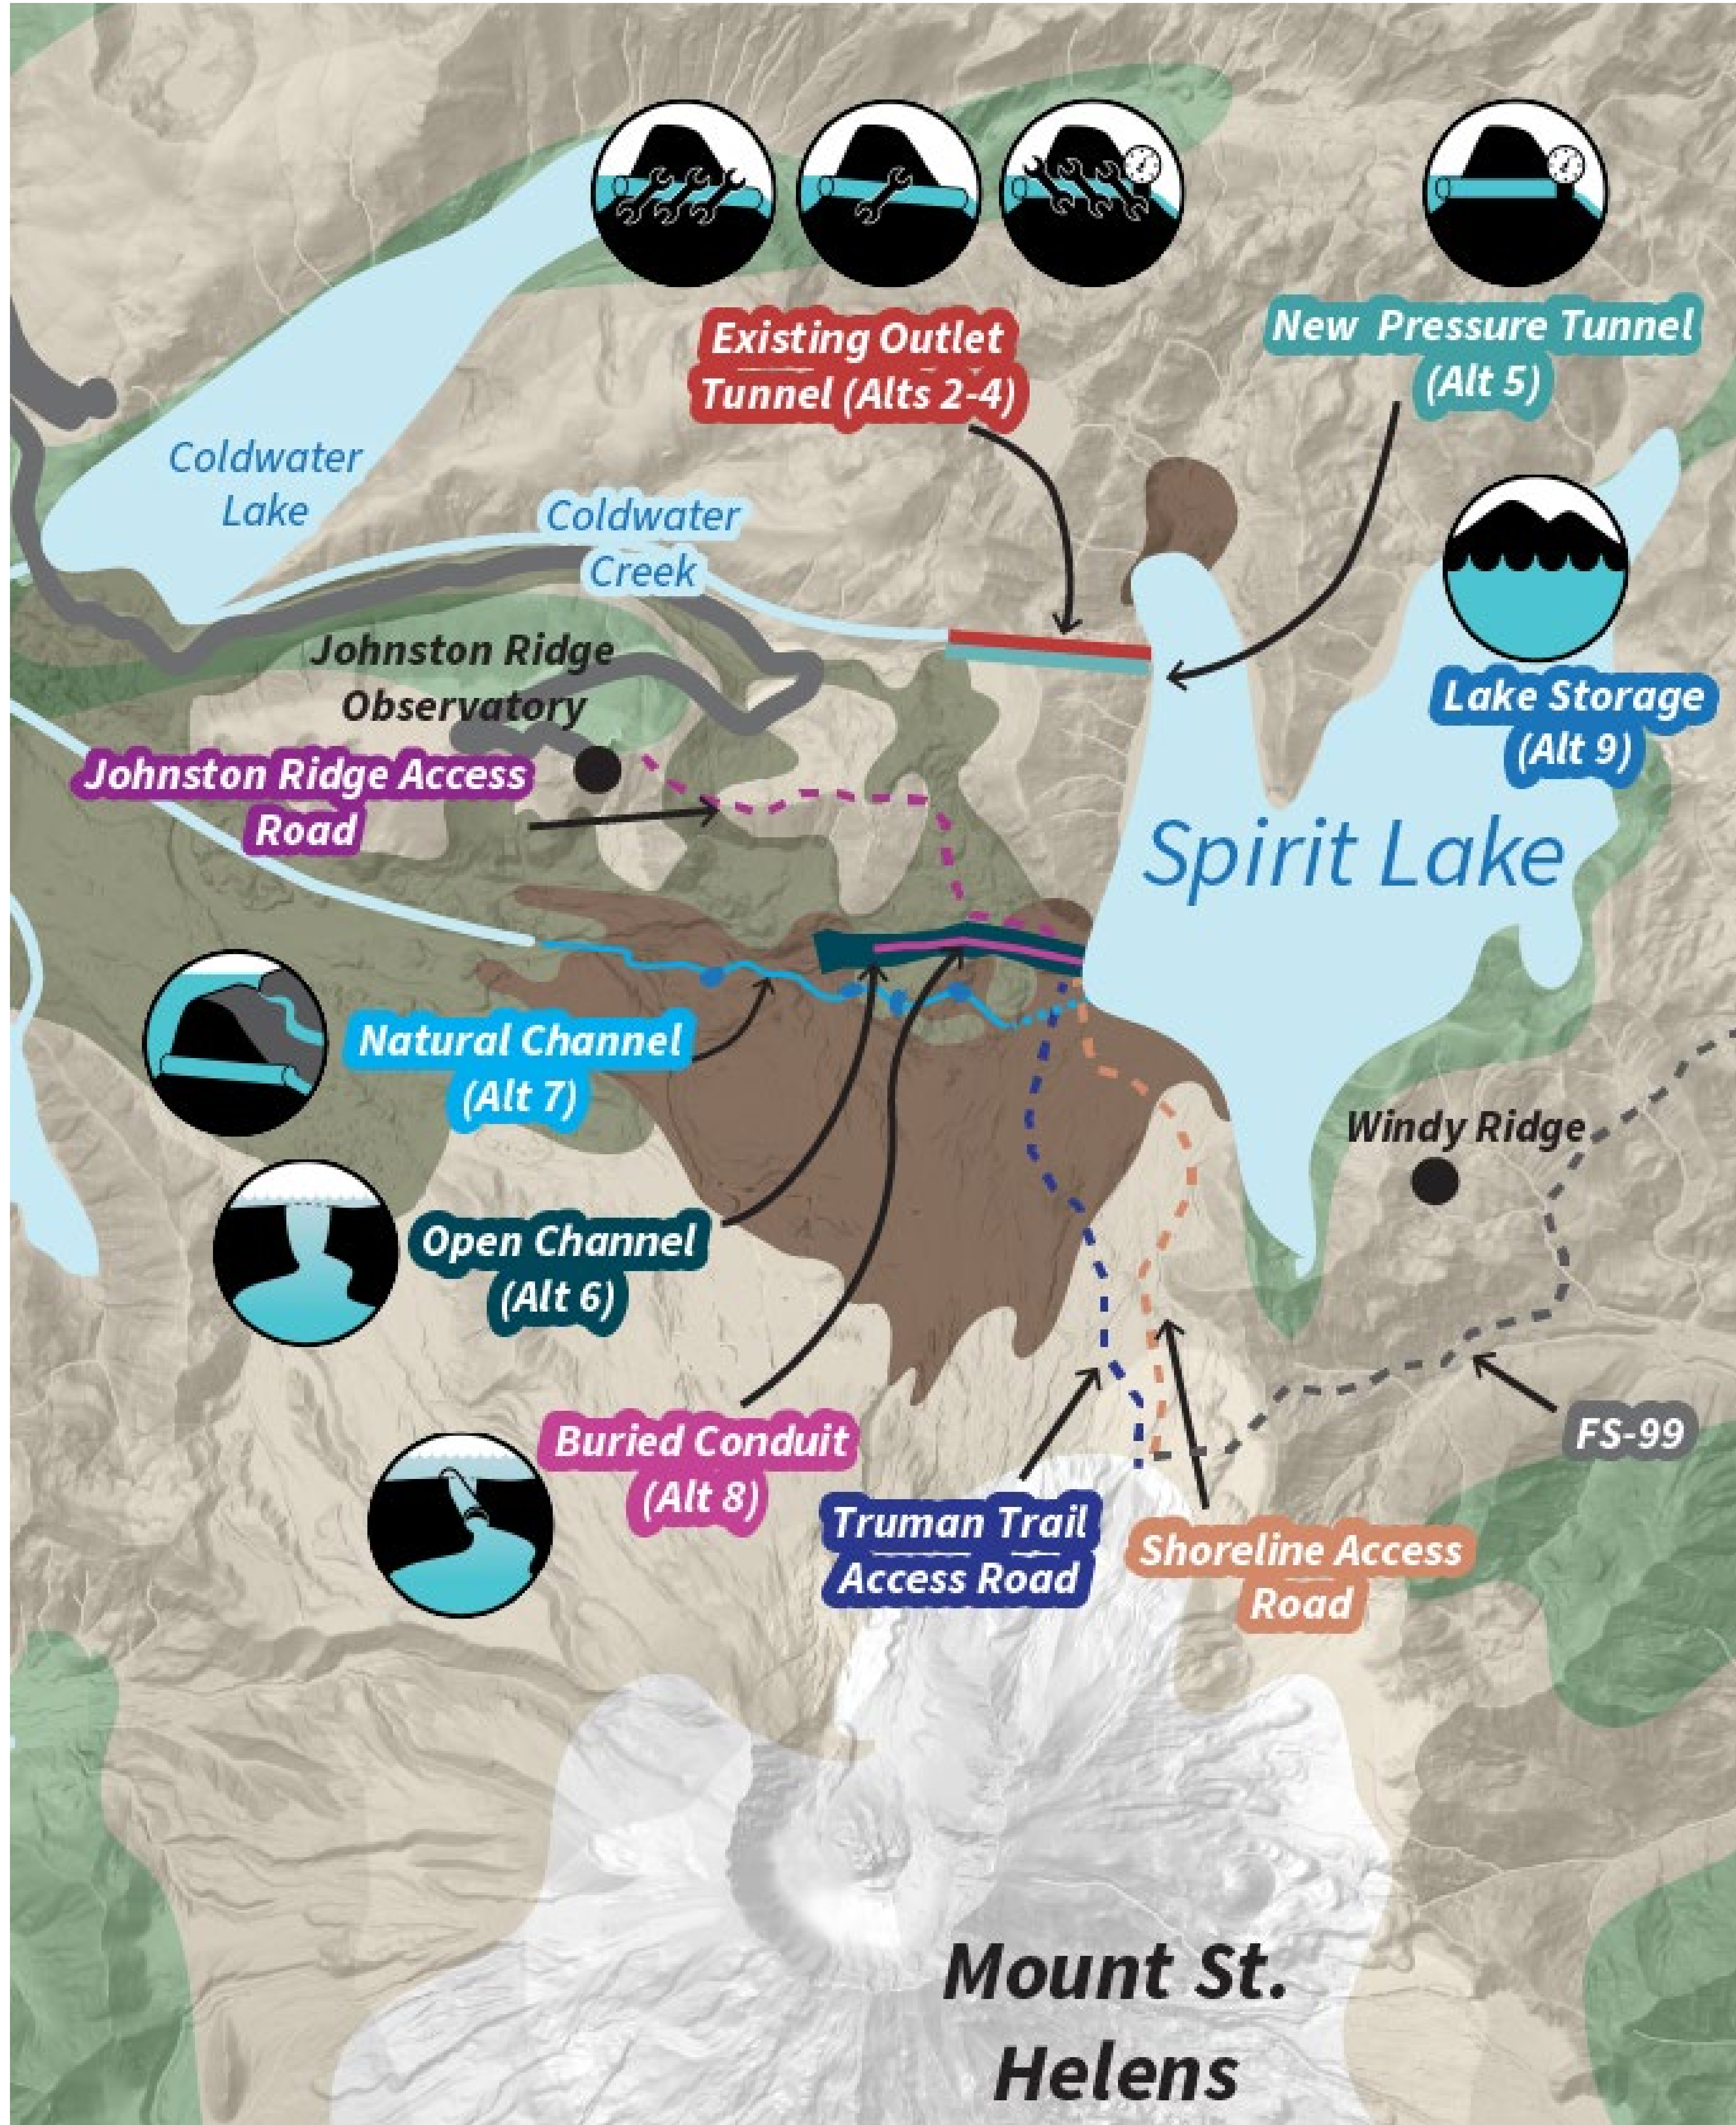 Existing Outlet
Tunnel (Alts 2-4)
New Pressure Tunnel
(Alt 5)
Coldwater
Lake
Coldwater
Creek
Johnston Ridge
Observatory
Lake Storage
(Alt 9)
Johnston Ridge Access
Road
Spirit Lake
Natural Channel
(Alt 7)
Windy Ridge
Open Channel
(Alt 6)
FS-99
Buried Conduit
(Alt 8)
Truman Trail
Access Road
Shoreline Access
Road
Mount St.
Helens